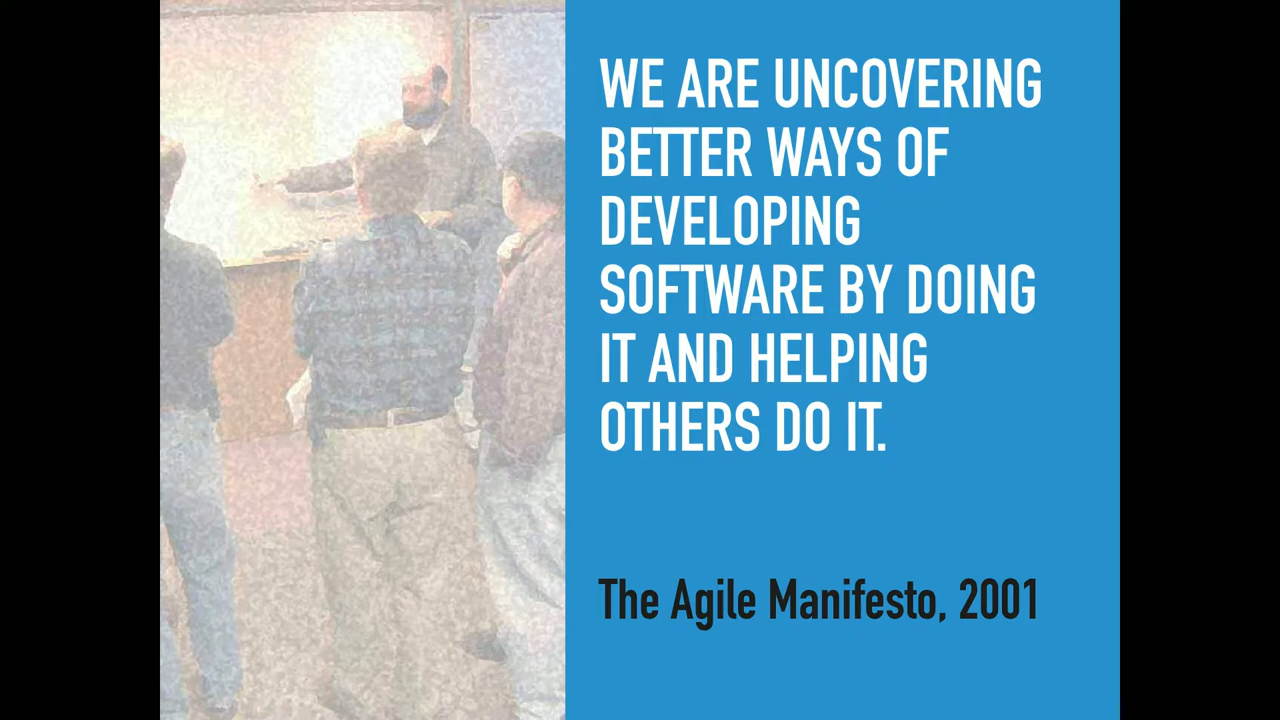 WE ARE UNCOVERING
BETTER WAYS OF
DEVELOPING
SOFTWARE BY DOING
IT AND HELPING
OTHERS DO IT.
The Agile Manifesto, 2001